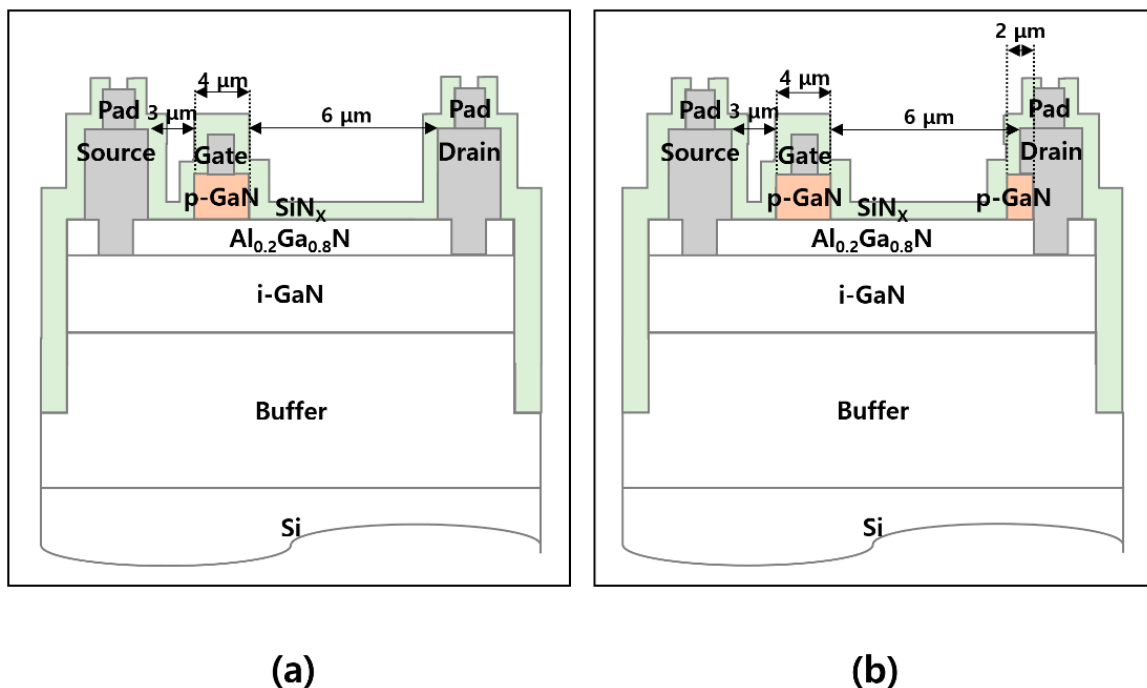 4 μm
Pad
3 μm
6 μm
Pad
Source
Gate
Drain
p-GaN
SiNX
Al0.2Ga0.8N
i-GaN
Buffer
Si
(a)
2 μm
4 μm
Pad
3 μm
6 μm
Pad
Source
Gate
Drain
p-GaN
p-GaN
SiNX
Al0.2Ga0.8N
i-GaN
Buffer
Si
(b)